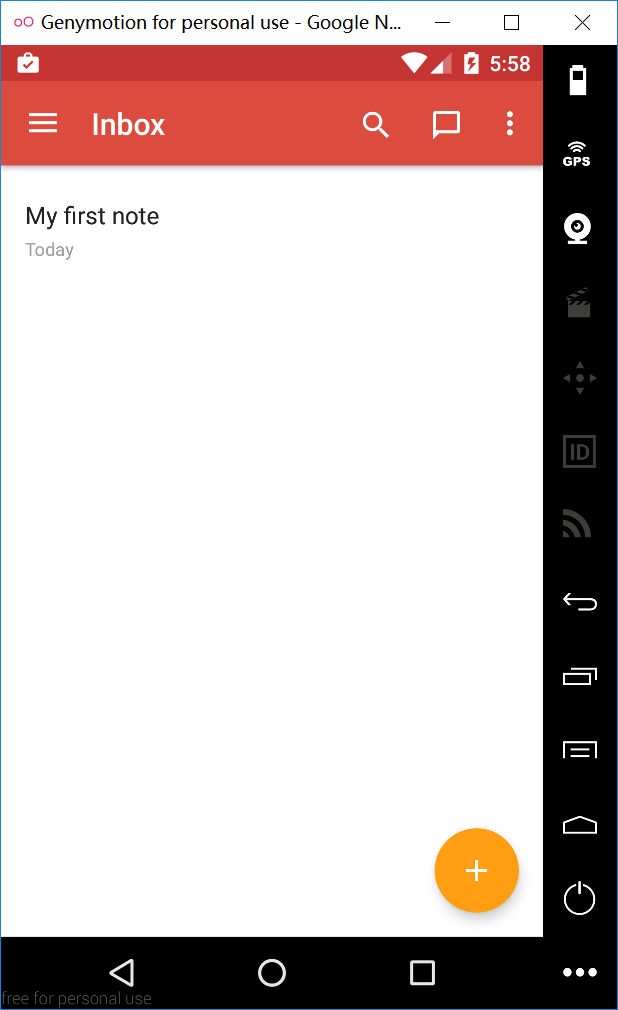 Genymotion for personal use - Google N...
5:58
Inbox
GPS
My first note
Today
ID
free for personal use